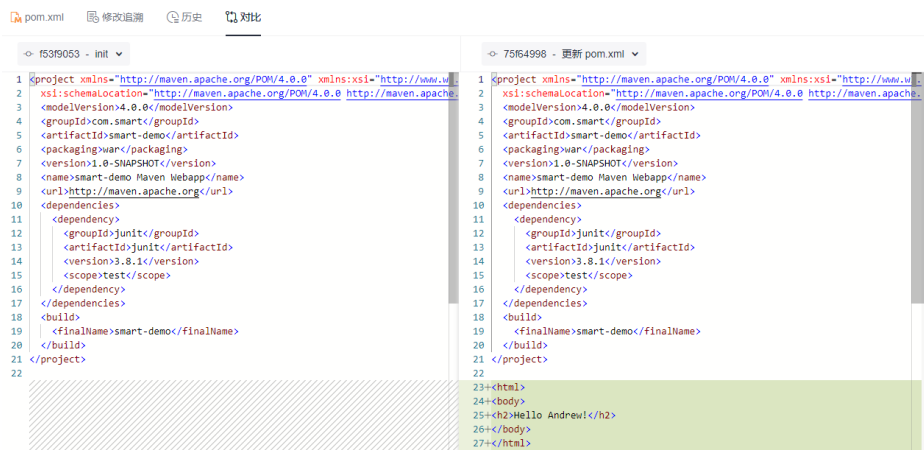 pom.xml 修改追溯 历史 对比
f53f9053 - init
1 <project xmlns="http://maven.apache.org/POM/4.0.0" xmlns:xsi="http://www.w
2 xsi:schemaLocation="http://maven.apache.org/POM/4.0.0 http://maven.apache.
3 <modelVersion>4.0.0</modelVersion>
4 <groupId>com.smart</groupId>
5 <artifactId>smart-demo</artifactId>
6 <packaging>war</packaging>
7 <version>1.0-SNAPSHOT</version>
8 <name>smart-demo Maven Webapp</name>
9 <url>http://maven.apache.org</url>
10 <dependencies>
11 <dependency>
12 <groupId>junit</groupId>
13 <artifactId>junit</artifactId>
14 <version>3.8.1</version>
15 <scope>test</scope>
16 </dependency>
17 </dependencies>
18 <build>
19 <finalName>smart-demo</finalName>
20 </build>
21 </project>
22
75f64998 - 更新 pom.xml
1 <project xmlns="http://maven.apache.org/POM/4.0.0" xmlns:xsi="http://www.w
2 xsi:schemaLocation="http://maven.apache.org/POM/4.0.0 http://maven.apache.
3 <modelVersion>4.0.0</modelVersion>
4 <groupId>com.smart</groupId>
5 <artifactId>smart-demo</artifactId>
6 <packaging>war</packaging>
7 <version>1.0-SNAPSHOT</version>
8 <name>smart-demo Maven Webapp</name>
9 <url>http://maven.apache.org</url>
10 <dependencies>
11 <dependency>
12 <groupId>junit</groupId>
13 <artifactId>junit</artifactId>
14 <version>3.8.1</version>
15 <scope>test</scope>
16 </dependency>
17 </dependencies>
18 <build>
19 <finalName>smart-demo</finalName>
20 </build>
21 </project>
22
23+<html>
24+<body>
25+<h2>Hello Andrew!</h2>
26+</body>
27+</html>